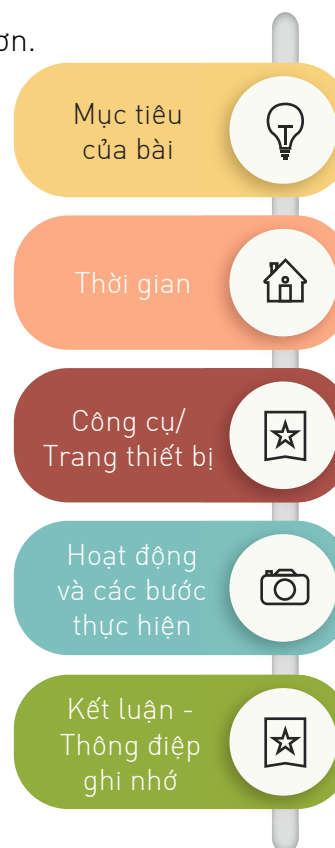 ơn.
Mục tiêu
của bài
Thời gian
Công cụ/
Trang thiết bị
Hoạt động
và các bước
thực hiện
Kết luận -
Thông điệp
ghi nhớ